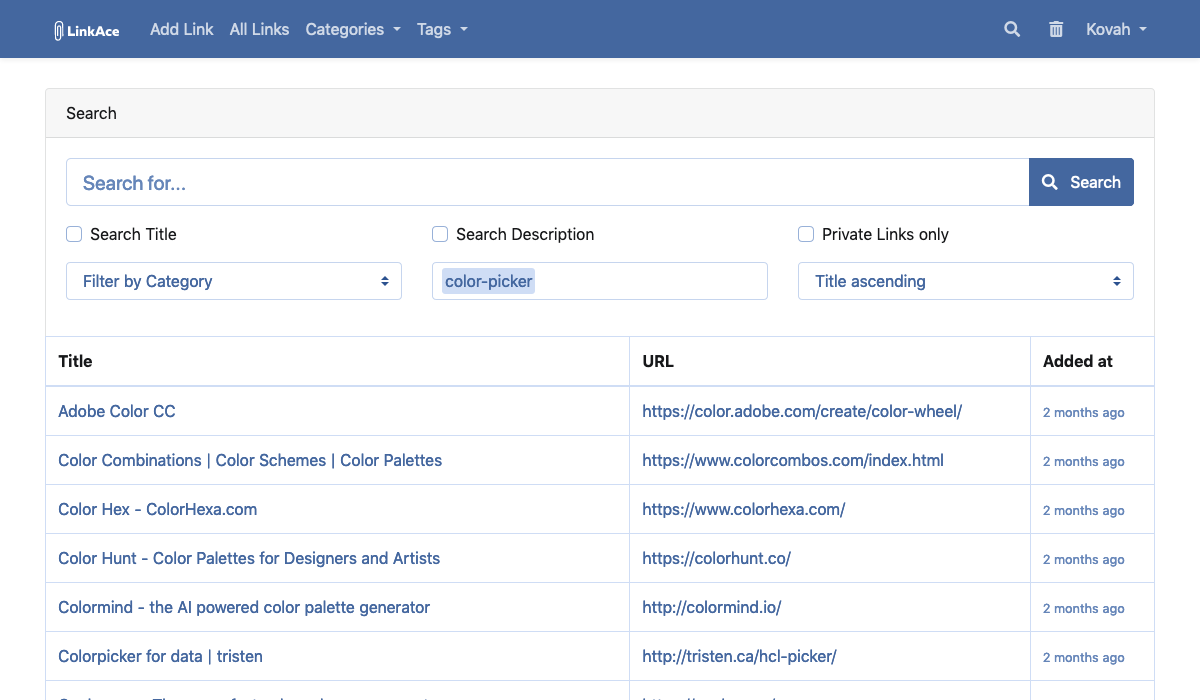 LinkAce Add Link All Links Categories Tags Kovah
Search
Search for... Search
Search Title Search Description Private Links only
Filter by Category color-picker Title ascending
Title URL Added at
Adobe Color CC https://color.adobe.com/create/color-wheel/ 2 months ago
Color Combinations | Color Schemes | Color Palettes https://www.colorcombos.com/index.html 2 months ago
Color Hex - ColorHexa.com https://www.colorhexa.com/ 2 months ago
Color Hunt - Color Palettes for Designers and Artists https://colorhunt.co/ 2 months ago
Colormind - the AI powered color palette generator http://colormind.io/ 2 months ago
Colorpicker for data | tristen http://tristen.ca/hcl-picker/ 2 months ago